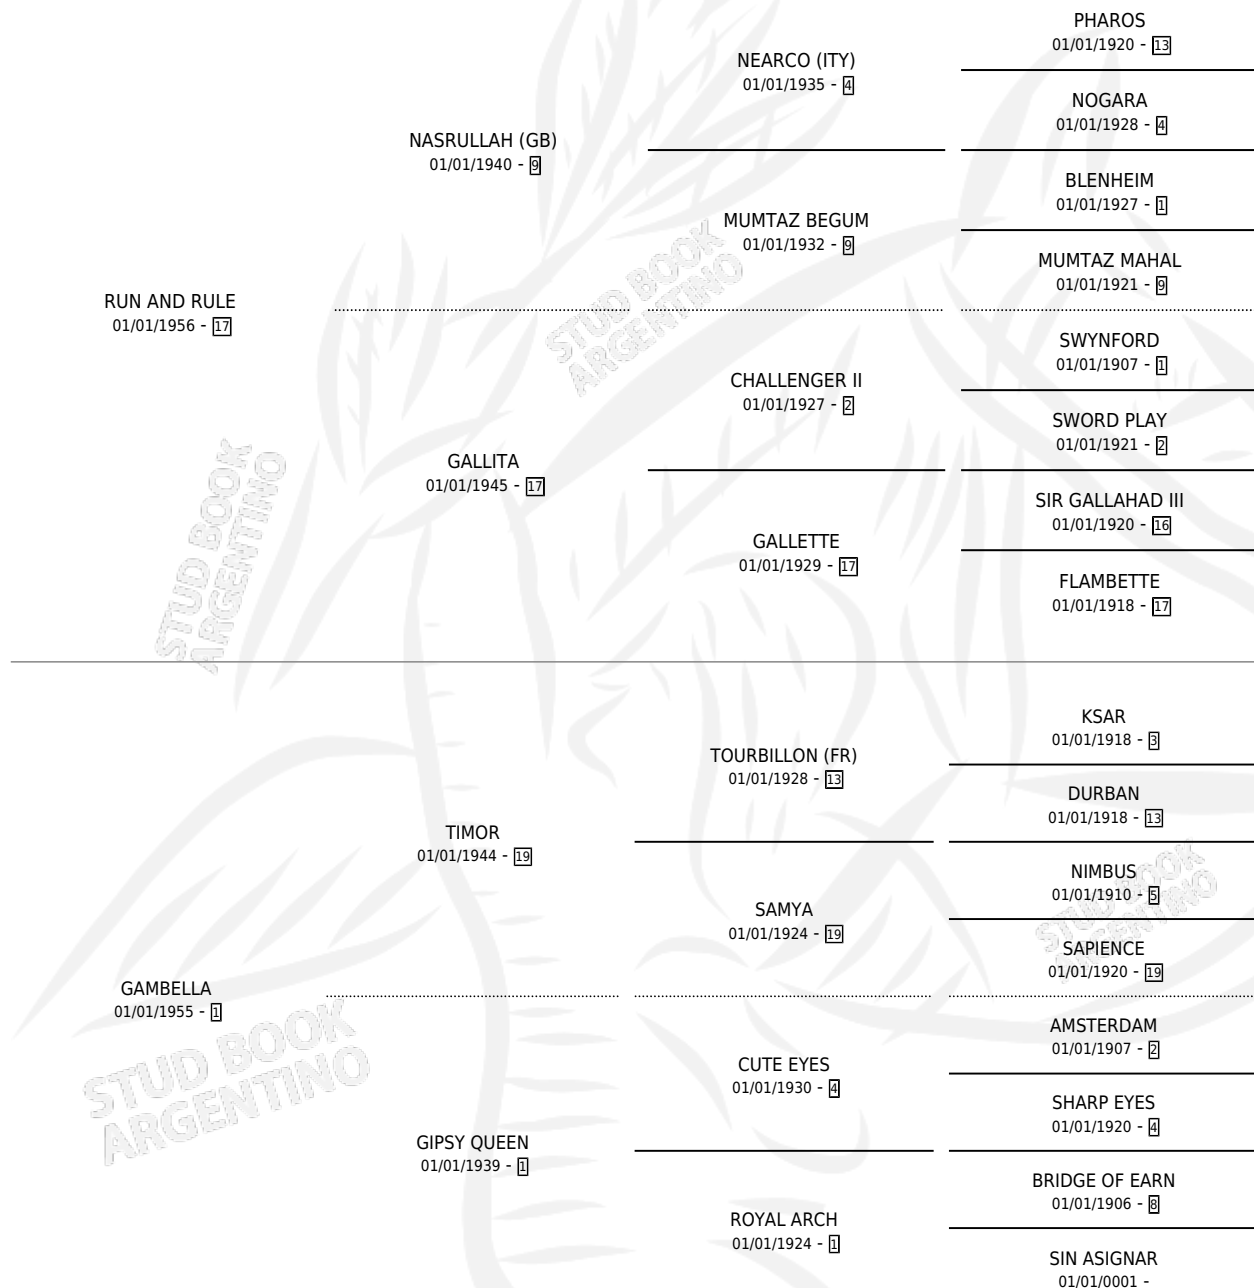 PHAROS
01/01/1920 - 13
NEARCO (ITY)
01/01/1935 - 4
NOGARA
01/01/1928 - 4
NASRULLAH (GB)
01/01/1940 - 9
BLENHEIM
01/01/1927 - 1
MUMTAZ BEGUM
01/01/1932 - 9
MUMTAZ MAHAL
01/01/1921 - 9
RUN AND RULE
01/01/1956 - 17
SWYNFORD
01/01/1907 - 1
CHALLENGER II
01/01/1927 - 2
SWORD PLAY
01/01/1921 - 2
GALLITA
01/01/1945 - 17
SIR GALLAHAD III
01/01/1920 - 16
GALLETTE
01/01/1929 - 17
FLAMBETTE
01/01/1918 - 17
KSAR
01/01/1918 - 3
TOURBILLON (FR)
01/01/1928 - 13
DURBAN
01/01/1918 - 13
TIMOR
01/01/1944 - 19
NIMBUS
01/01/1910 - 5
SAMYA
01/01/1924 - 19
SAPIENCE
01/01/1920 - 19
GAMBELLA
01/01/1955 - 1
AMSTERDAM
01/01/1907 - 2
CUTE EYES
01/01/1930 - 4
SHARP EYES
01/01/1920 - 4
GIPSY QUEEN
01/01/1939 - 1
BRIDGE OF EARN
01/01/1906 - 8
ROYAL ARCH
01/01/1924 - 1
SIN ASIGNAR
01/01/0001 -
STUD BOOK
ARGENTINO
STUD BOOK
ARGENTINO
STUD BOOK
ARGENTINO
STUD BOOK
ARGENTINO